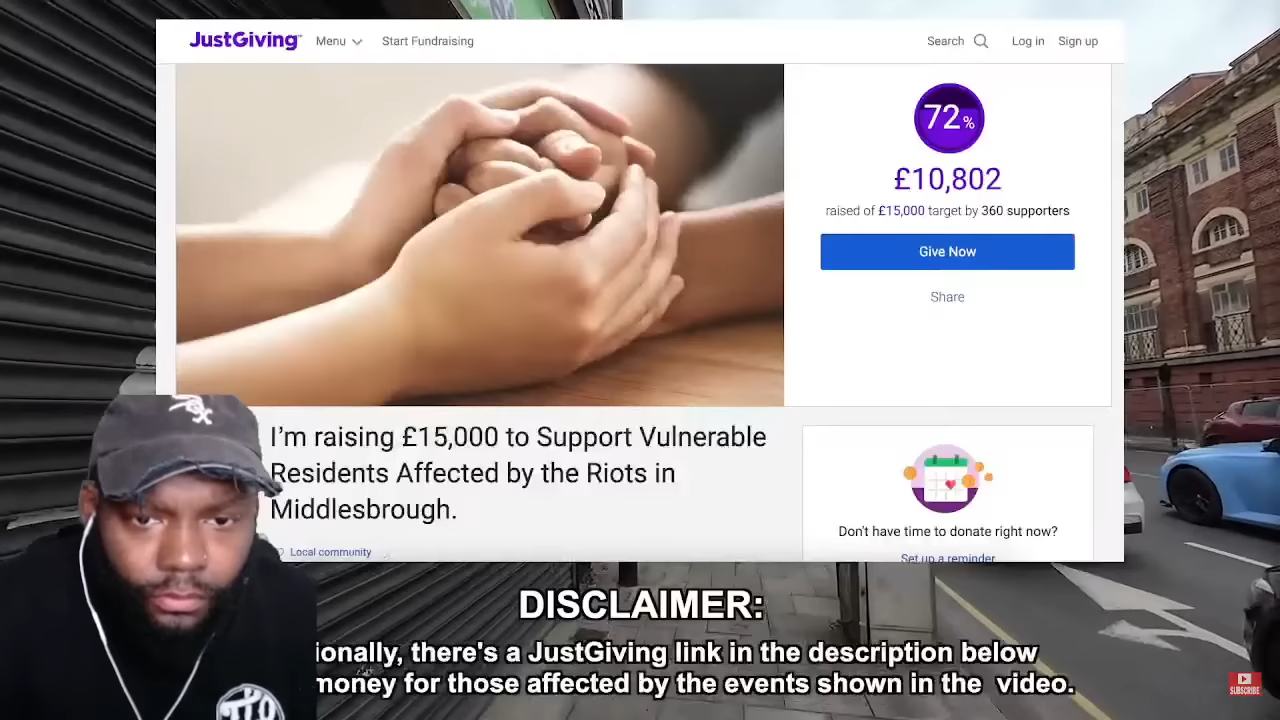 JustGiving
Menu
Start Fundraising
Search
Log in
Sign up
72%
£10,802
raised of £15,000 target by 360 supporters
Give Now
Share
I'm raising £15,000 to Support Vulnerable
Residents Affected by the Riots in
Middlesbrough.
Local community
Don't have time to donate right now?
Set up a reminder
DISCLAIMER:
ionally, there's a JustGiving link in the description below
money for those affected by the events shown in the video.
SUBSCRIBE